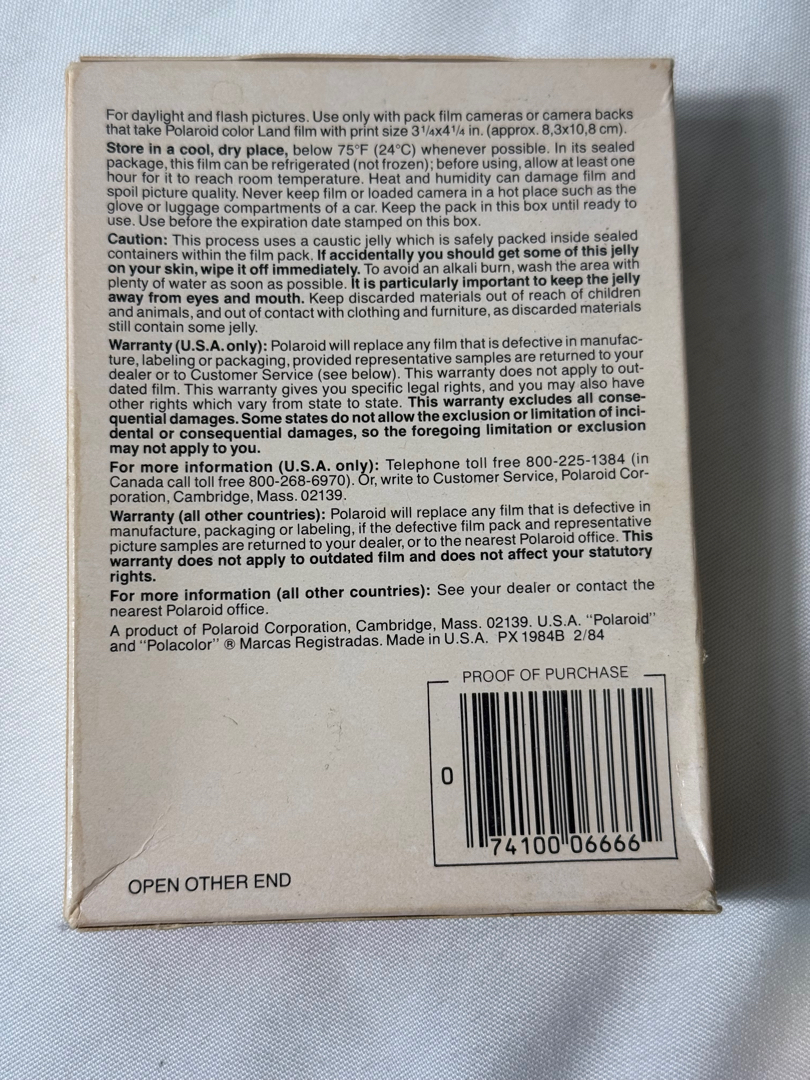 For daylight and flash pictures. Use only with pack film cameras or camera backs
that take Polaroid color Land film with print size 3 1/4x4 1/4 in. (approx. 8,3x10,8 cm).
Store in a cool, dry place, below 75°F (24°C) whenever possible. In its sealed
package, this film can be refrigerated (not frozen); before using, allow at least one
hour for it to reach room temperature. Heat and humidity can damage film and
spoil picture quality. Never keep film or loaded camera in a hot place such as the
glove or luggage compartments of a car. Keep the pack in this box until ready to
use. Use before the expiration date stamped on this box.
Caution: This process uses a caustic jelly which is safely packed inside sealed
containers within the film pack. If accidentally you should get some of this jelly
on your skin, wipe it off immediately. To avoid an alkali burn, wash the area with
plenty of water as soon as possible. It is particularly important to keep the jelly
away from eyes and mouth. Keep discarded materials out of reach of children
and animals, and out of contact with clothing and furniture, as discarded materials
still contain some jelly.
Warranty (U.S.A. only): Polaroid will replace any film that is defective in manufac-
ture, labeling or packaging, provided representative samples are returned to your
dealer or to Customer Service (see below). This warranty does not apply to out-
dated film. This warranty gives you specific legal rights, and you may also have
other rights which vary from state to state. This warranty excludes all conse-
quential damages. Some states do not allow the exclusion or limitation of inci-
dental or consequential damages, so the foregoing limitation or exclusion
may not apply to you.
For more information (U.S.A. only): Telephone toll free 800-225-1384 (in
Canada call toll free 800-268-6970). Or, write to Customer Service, Polaroid Cor-
poration, Cambridge, Mass. 02139.
Warranty (all other countries): Polaroid will replace any film that is defective in
manufacture, packaging or labeling, if the defective film pack and representative
picture samples are returned to your dealer, or to the nearest Polaroid office. This
warranty does not apply to outdated film and does not affect your statutory
rights.
For more information (all other countries): See your dealer or contact the
nearest Polaroid office.
A product of Polaroid Corporation, Cambridge, Mass. 02139. U.S.A. “Polaroid”
and “Polacolor” ® Marcas Registradas. Made in U.S.A. PX 1984B 2/84
PROOF OF PURCHASE
0
74100 06666
OPEN OTHER END